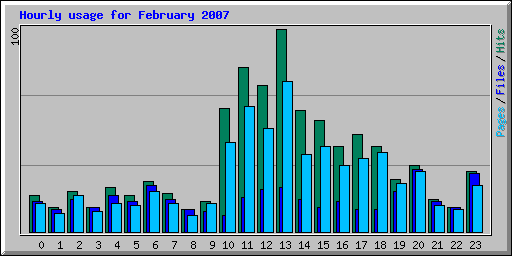 Hourly usage for February 2007
100
Pages / Files / Hits
0 1 2 3 4 5 6 7 8 9 10 11 12 13 14 15 16 17 18 19 20 21 22 23